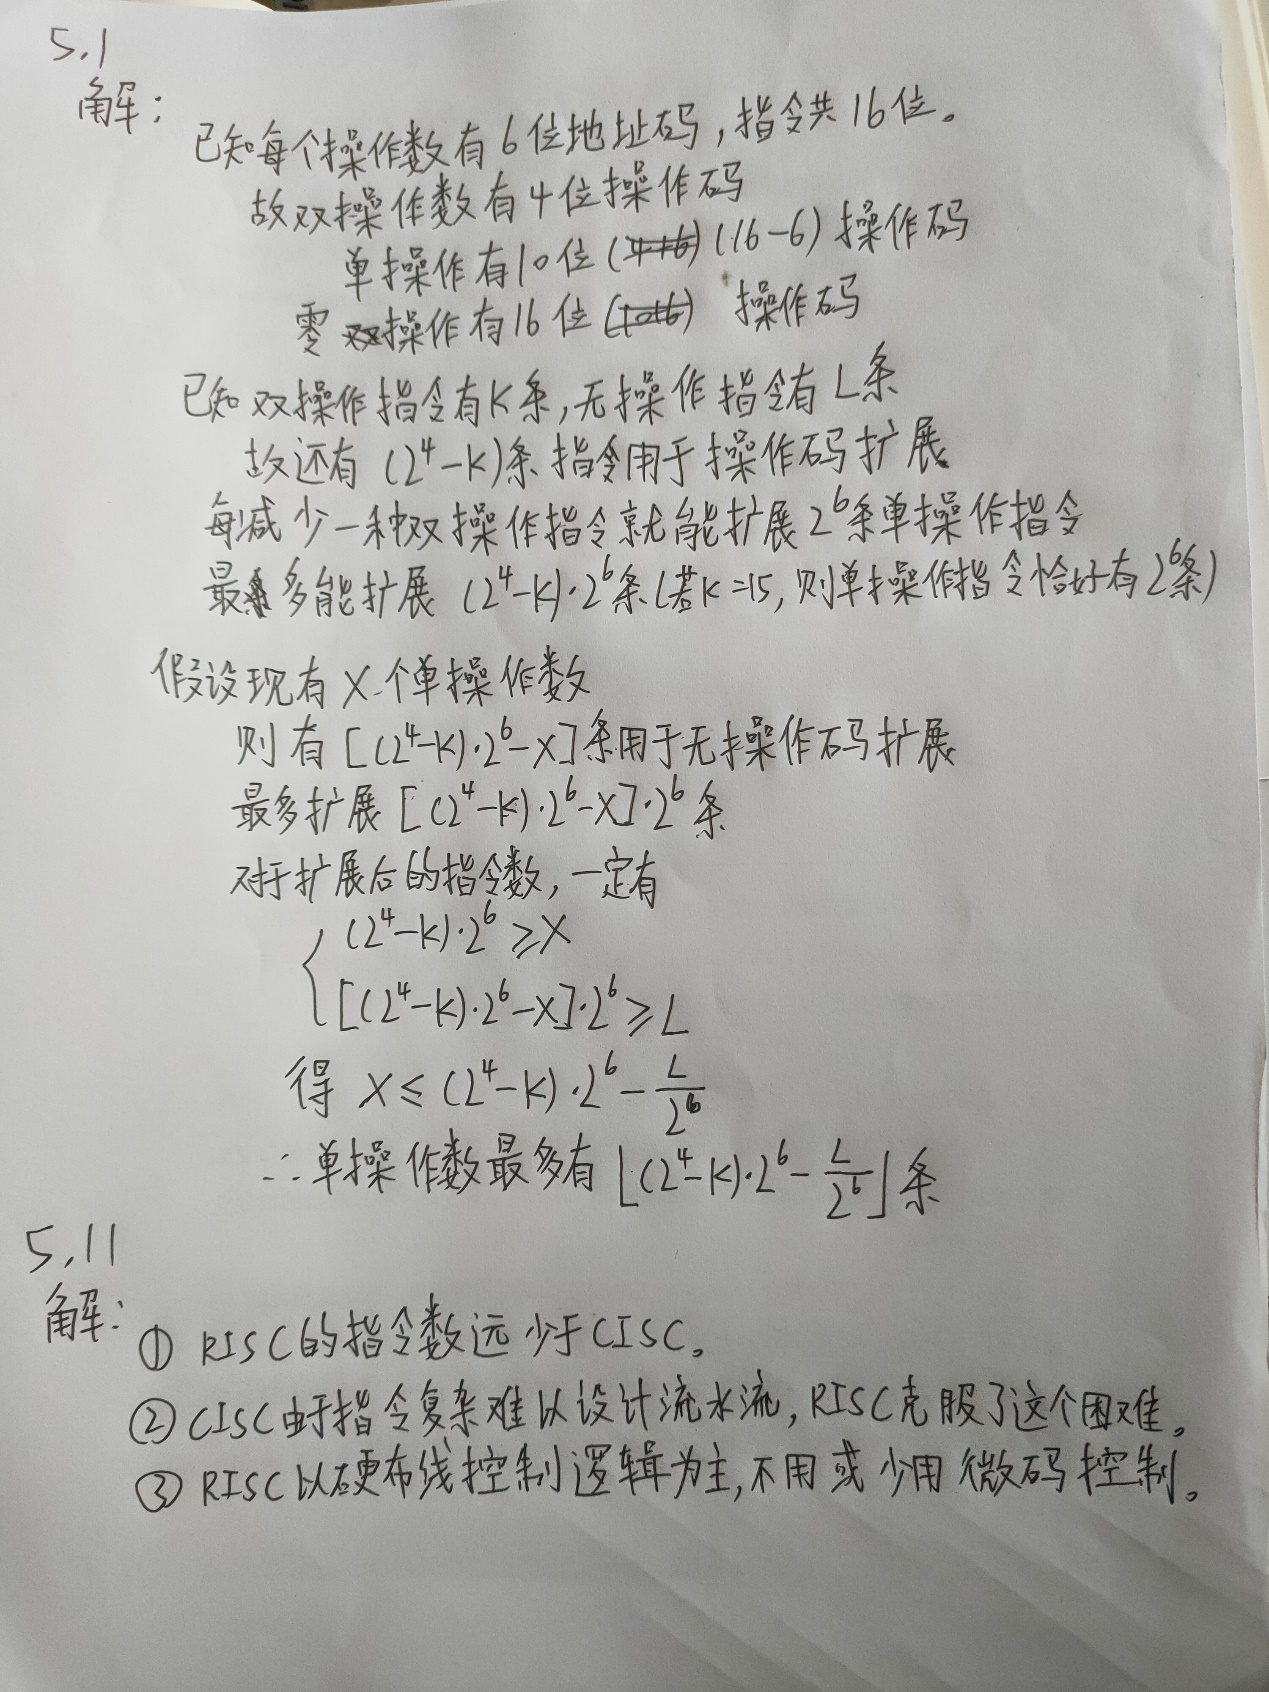 5.1
解：
已知每个操作数有6位地址码，指令共16位。
故双操作数有4位操作码
单操作有10位(4+6)(16-6)操作码
零操作有16位(10+6) 操作码
已知双操作指令有K条，无操作指令有L条
故还有(2⁴-K)条指令用于操作码扩展
每减少一种双操作指令就能扩展2⁶条单操作指令
最多能扩展(2⁴-K)·2⁶条(若K=15，则单操作指令恰好有2⁶条)
假设现有X个单操作数
则有[(2⁴-K)·2⁶-X]条用于无操作码扩展
最多扩展[(2⁴-K)·2⁶-X]·2⁶条
对于扩展后的指令数，一定有
(2⁴-K)·2⁶≥X
[(2⁴-K)·2⁶-X]·2⁶≥L
得 X≤(2⁴-K)·2⁶-L/2⁶
∴单操作数最多有⌊(2⁴-K)·2⁶-L/2⁶⌋条
5.11
解：
① RISC的指令数远少于CISC。
② CISC由于指令复杂难以设计流水流，RISC克服了这个困难。
③ RISC以硬布线控制逻辑为主，不用或少用微码控制。